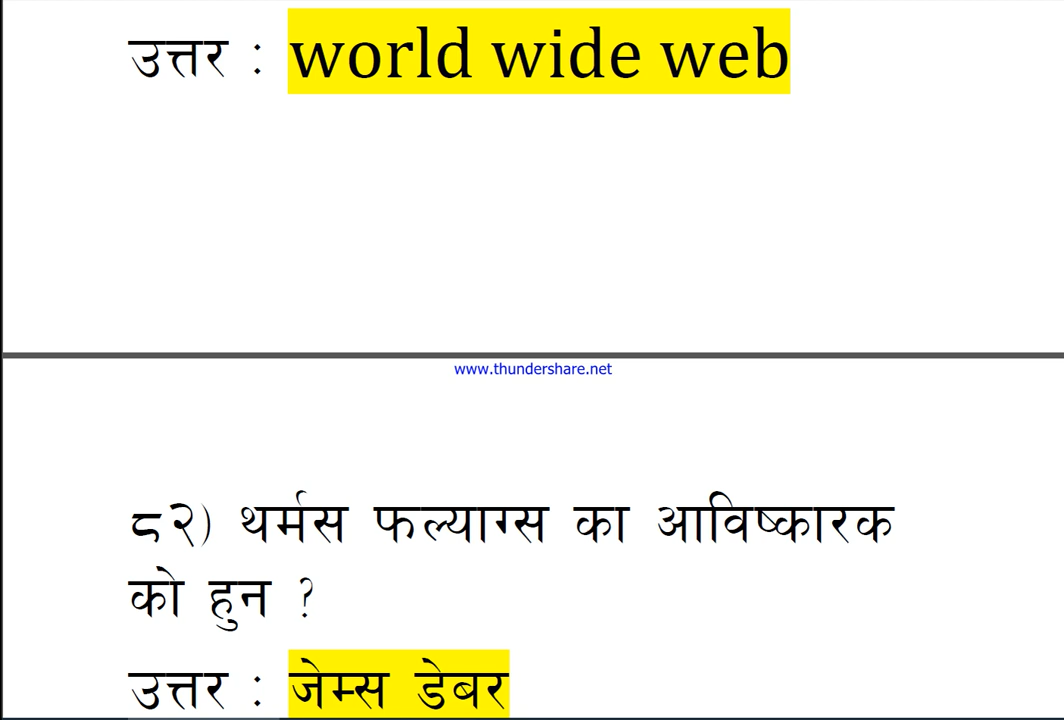 उत्तर : world wide web
www.thundershare.net
८२) थर्मस फल्याग्स का आविष्कारक
को हुन ?
उत्तर : जेम्स डेबर